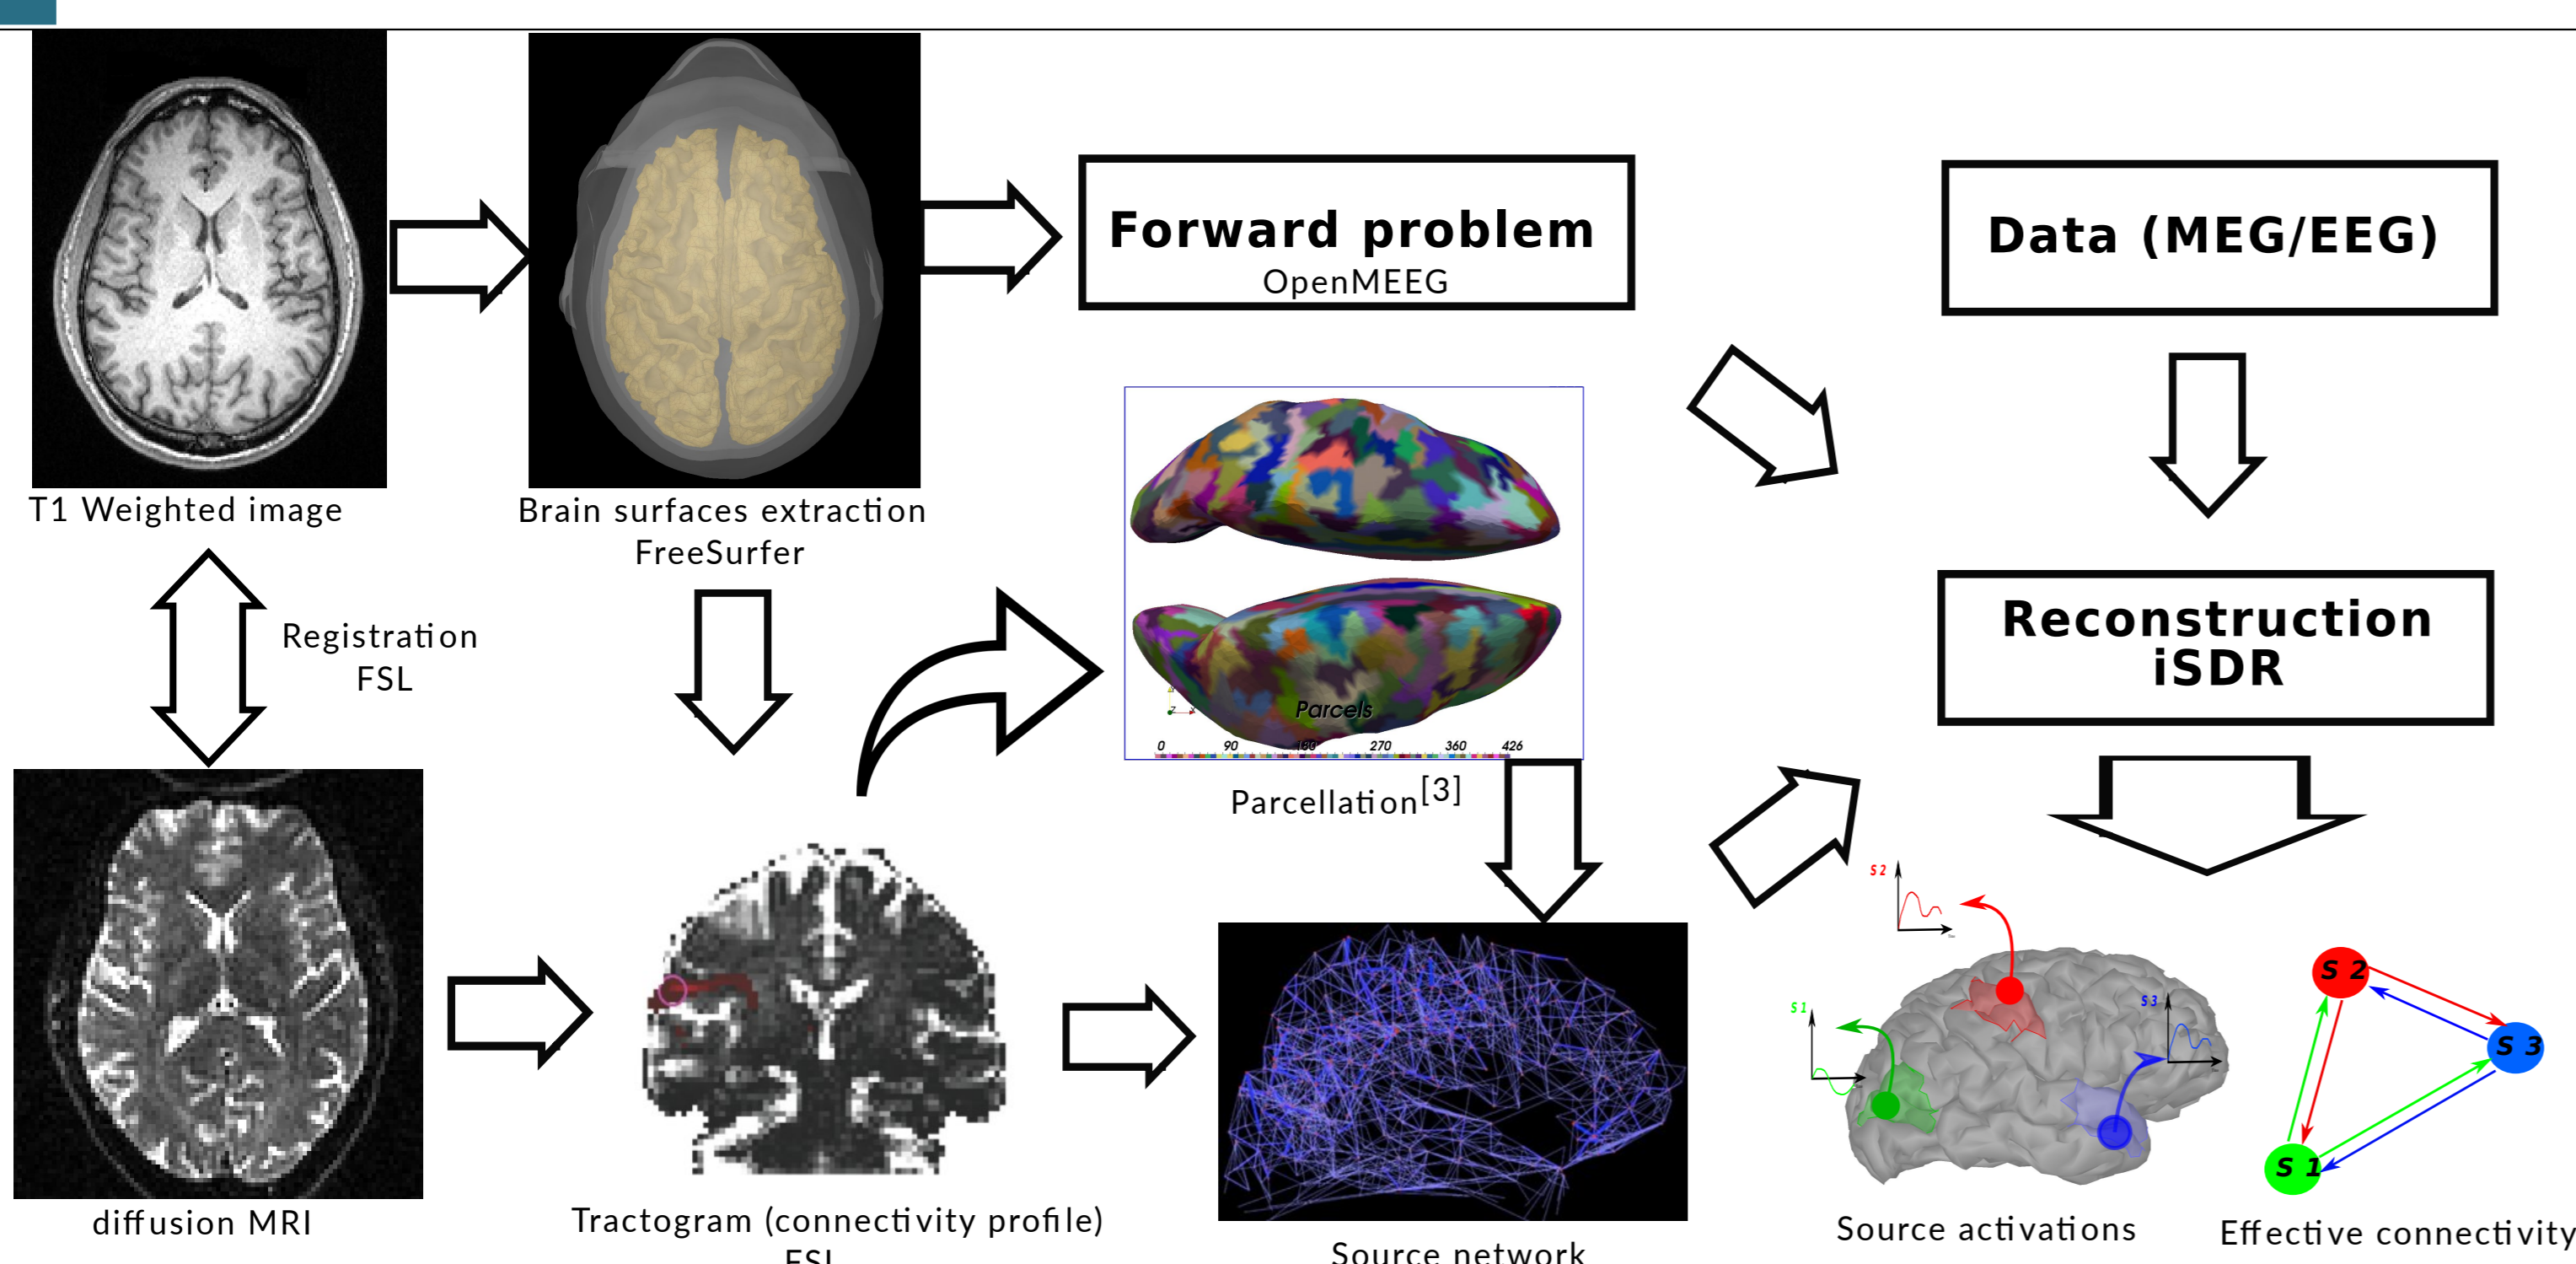 T1 Weighted image
Brain surfaces extraction
FreeSurfer
Forward problem
OpenMEEG
Data (MEG/EEG)
Registration
FSL
Parcels
0 90 180 270 360 426
Parcellation[3]
Reconstruction
iSDR
diffusion MRI
Tractogram (connectivity profile)
FSL
Source network
S 2
S 1
S 3
Source activations
S 2
S 3
S 1
Effective connectivity